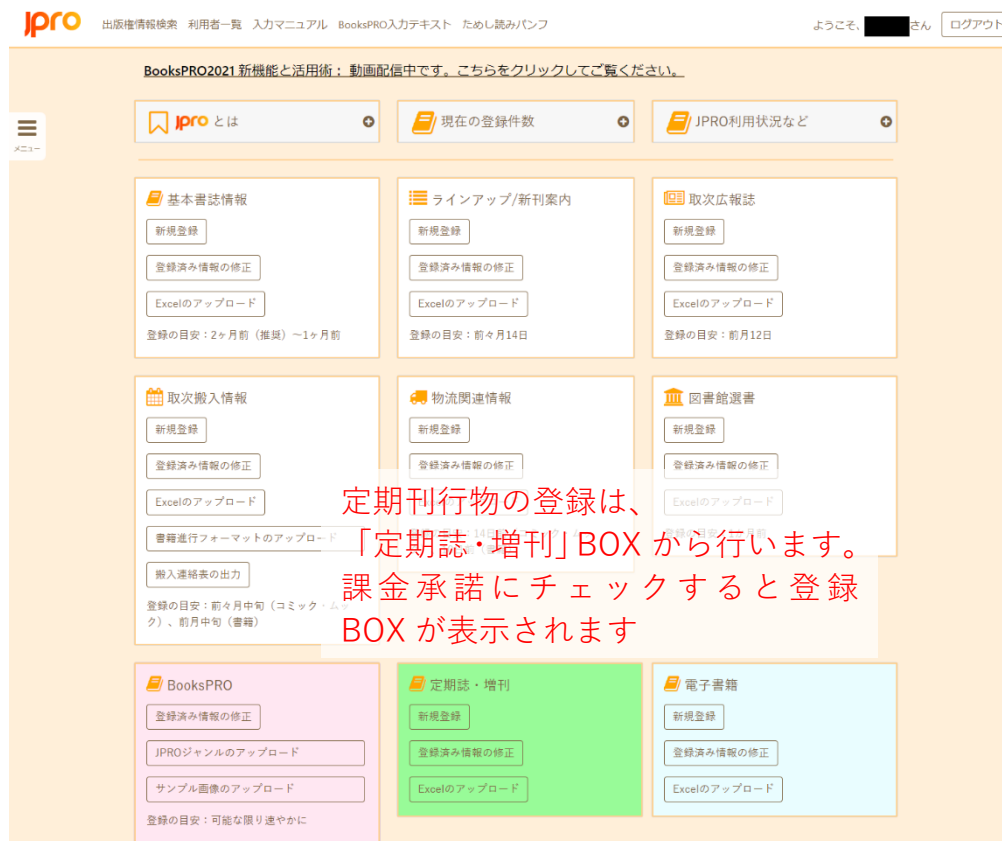 Jpro 出版権情報検索 利用者一覧 入力マニュアル BooksPRO入力テキスト ためし読みパンフ ようこそ、 さん ログアウト
BooksPRO2021 新機能と活用術： 動画配信中です。こちらをクリックしてご覧ください。
メニュー
Jpro とは
現在の登録件数
JPRO利用状況など
基本書誌情報
新規登録
登録済み情報の修正
Excelのアップロード
登録の目安：2ヶ月前（推奨）～1ヶ月前
ラインアップ/新刊案内
新規登録
登録済み情報の修正
Excelのアップロード
登録の目安：前々月14日
取次広報誌
新規登録
登録済み情報の修正
Excelのアップロード
登録の目安：前月12日
取次搬入情報
新規登録
登録済み情報の修正
Excelのアップロード
書籍進行フォーマットのアップロード
搬入連絡表の出力
登録の目安：前々月中旬（コミック・ムッ
ク）、前月中旬（書籍）
物流関連情報
新規登録
登録済み情報の修正
図書館選書
新規登録
登録済み情報の修正
Excelのアップロード
定期刊行物の登録は、
「定期誌・増刊」BOX から行います。
課金承諾にチェックすると登録
BOX が表示されます
BooksPRO
登録済み情報の修正
JPROジャンルのアップロード
サンプル画像のアップロード
登録の目安：可能な限り速やかに
定期誌・増刊
新規登録
登録済み情報の修正
Excelのアップロード
電子書籍
新規登録
登録済み情報の修正
Excelのアップロード